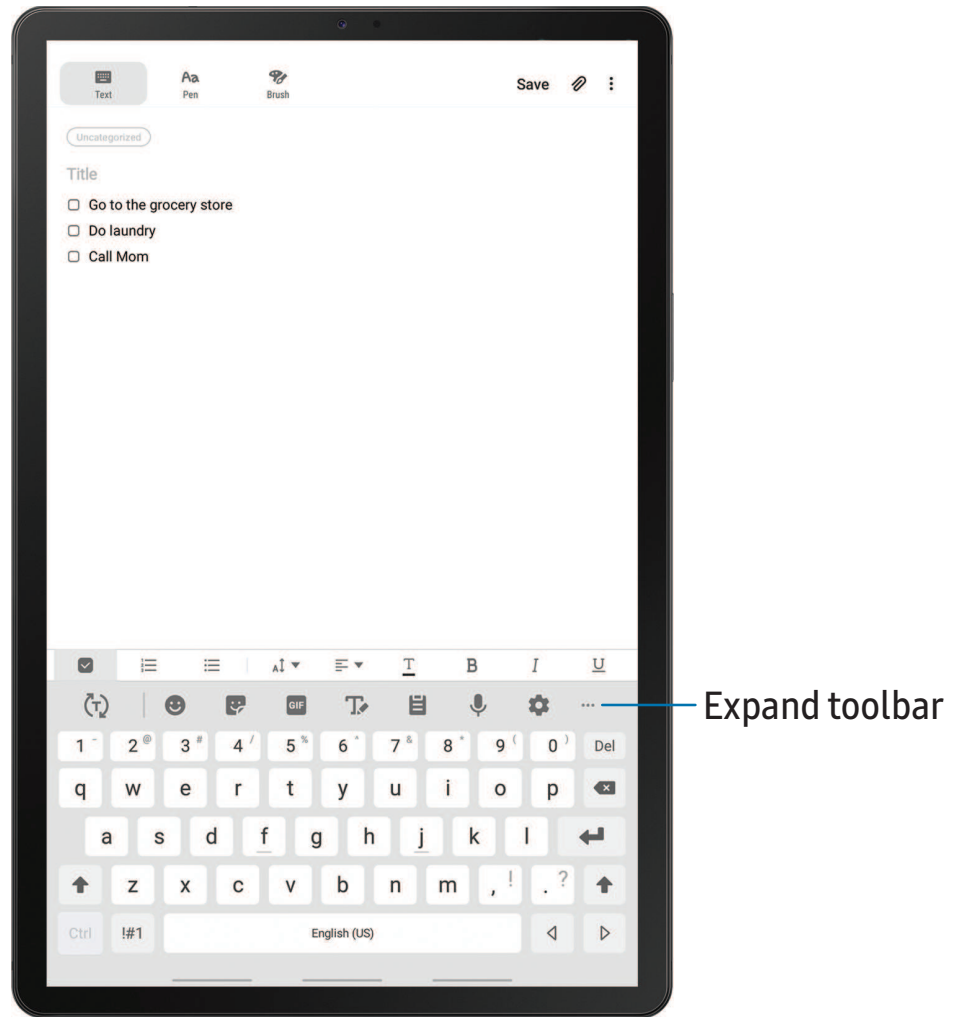 Text
Aa
Pen
Brush
Save
Uncategorized
Title
Go to the grocery store
Do laundry
Call Mom
A T B I U
T GIF T
Expand toolbar
1 - 2 @ 3 # 4 / 5 % 6 ^ 7 & 8 * 9 ( 0 ) Del
q w e r t y u i o p
a s d f g h j k l
z x c v b n m , ! . ?
Ctrl !#1 English (US)